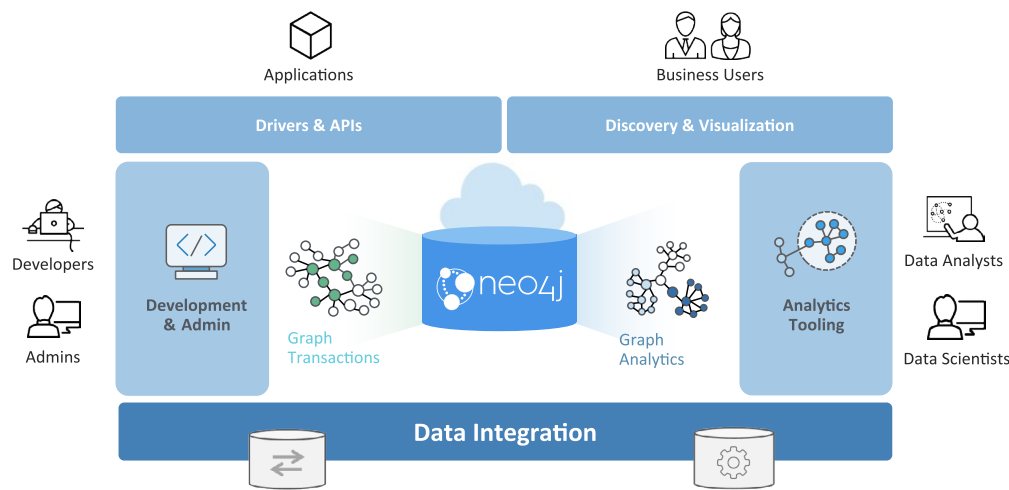 Applications
Business Users
Drivers & APIs
Discovery & Visualization
Developers
Admins
</>
Development
& Admin
Graph
Transactions
neo4j
Graph
Analytics
Analytics
Tooling
Data Analysts
Data Scientists
Data Integration